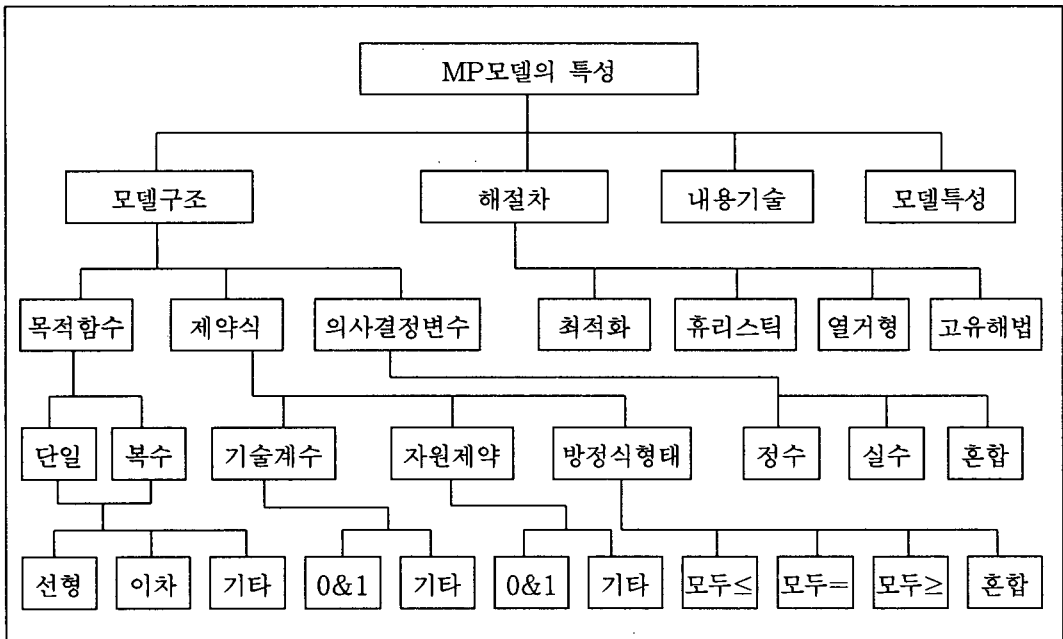 MP모델의 특성
모델구조 해절차 내용기술 모델특성
목적함수 제약식 의사결정변수 최적화 휴리스틱 열거형 고유해법
단일 복수 기술계수 자원제약 방정식형태 정수 실수 혼합
선형 이차 기타 0&1 기타 0&1 기타 모두≤ 모두= 모두≥ 혼합